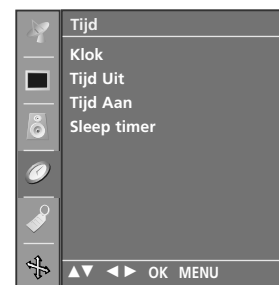 Tijd
Klok
Tijd Uit
Tijd Aan
Sleep timer
▲▼ ◄► OK MENU